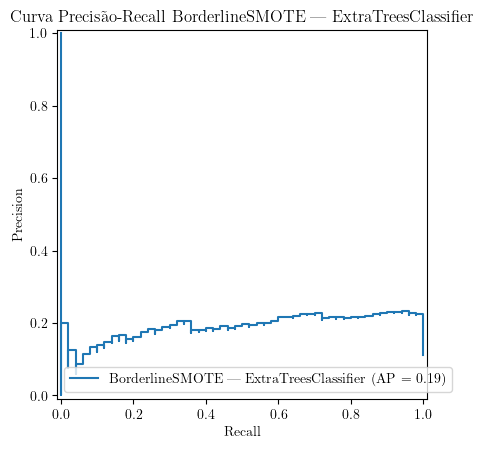 Curva Precisão-Recall BorderlineSMOTE — ExtraTreesClassifier
1.0
0.8
0.6
0.4
0.2
0.0
Precision
BorderlineSMOTE — ExtraTreesClassifier (AP = 0.19)
0.0 0.2 0.4 0.6 0.8 1.0
Recall